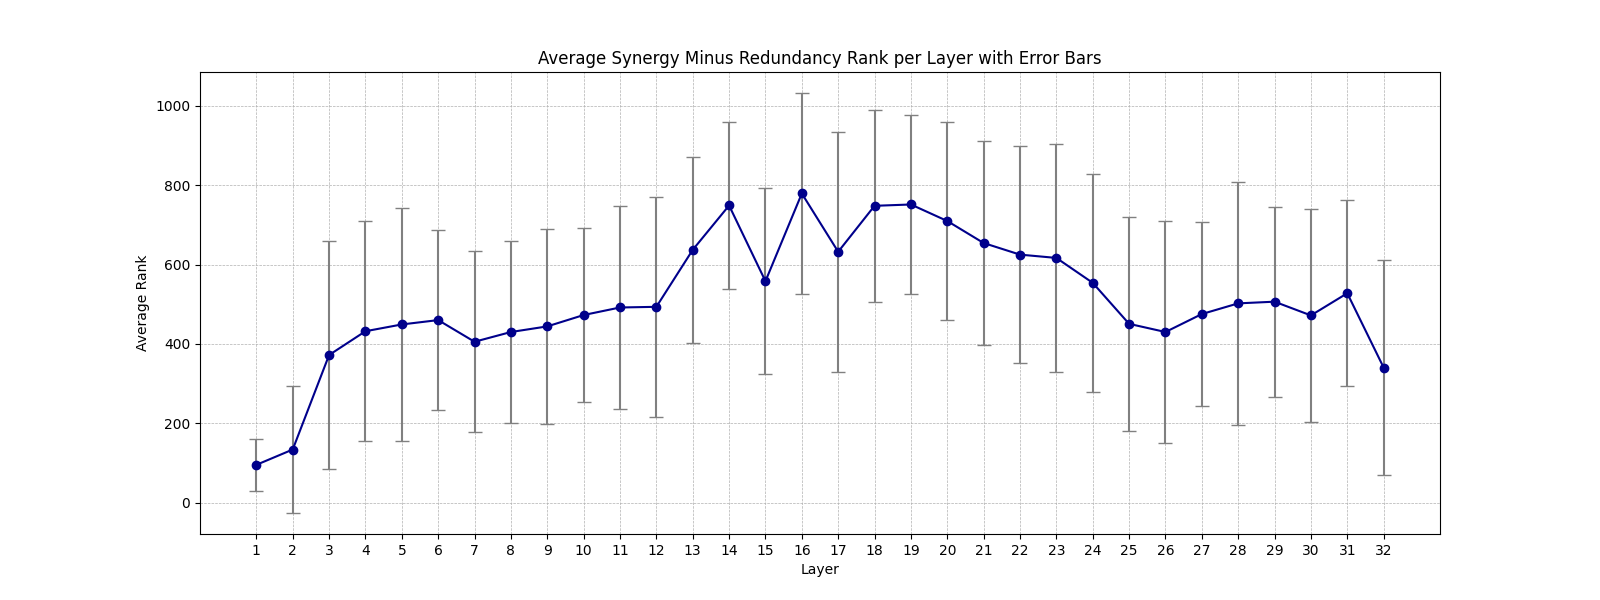 Average Synergy Minus Redundancy Rank per Layer with Error Bars
Average Rank
1000
800
600
400
200
0
1 2 3 4 5 6 7 8 9 10 11 12 13 14 15 16 17 18 19 20 21 22 23 24 25 26 27 28 29 30 31 32
Layer